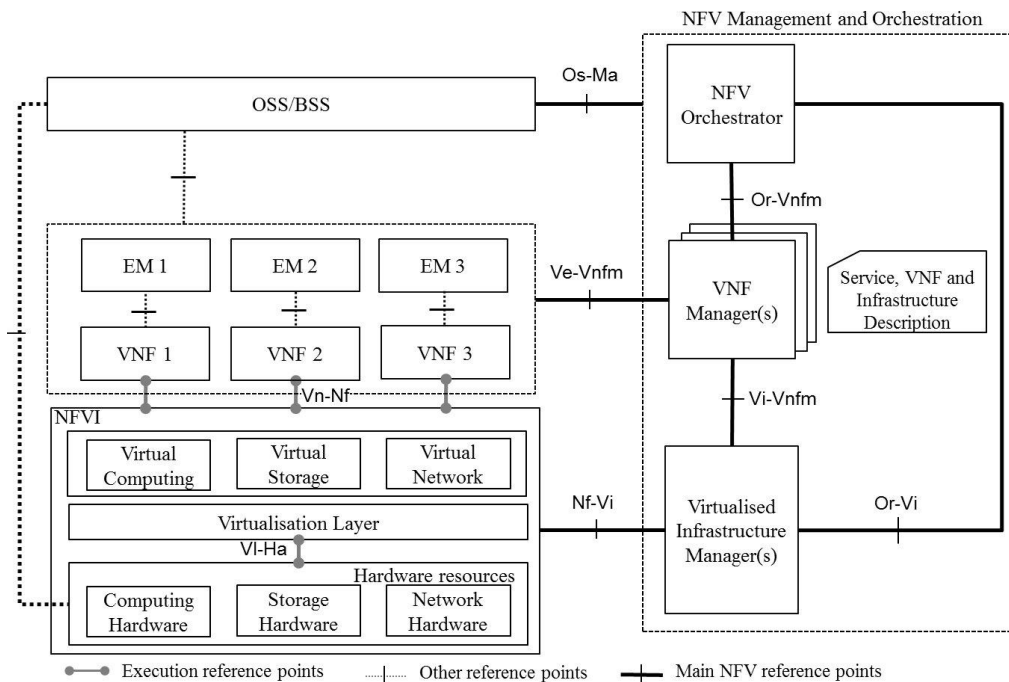 NFV Management and Orchestration
Os-Ma
OSS/BSS
NFV
Orchestrator
Or-Vnfm
EM 1
EM 2
EM 3
Ve-Vnfm
VNF
Manager(s)
Service, VNF and
Infrastructure
Description
VNF 1
VNF 2
VNF 3
Vn-Nf
Vi-Vnfm
NFVI
Virtual
Computing
Virtual
Storage
Virtual
Network
Nf-Vi
Virtualised
Infrastructure
Manager(s)
Or-Vi
Virtualisation Layer
Vl-Ha
Hardware resources
Computing
Hardware
Storage
Hardware
Network
Hardware
Execution reference points
Other reference points
Main NFV reference points